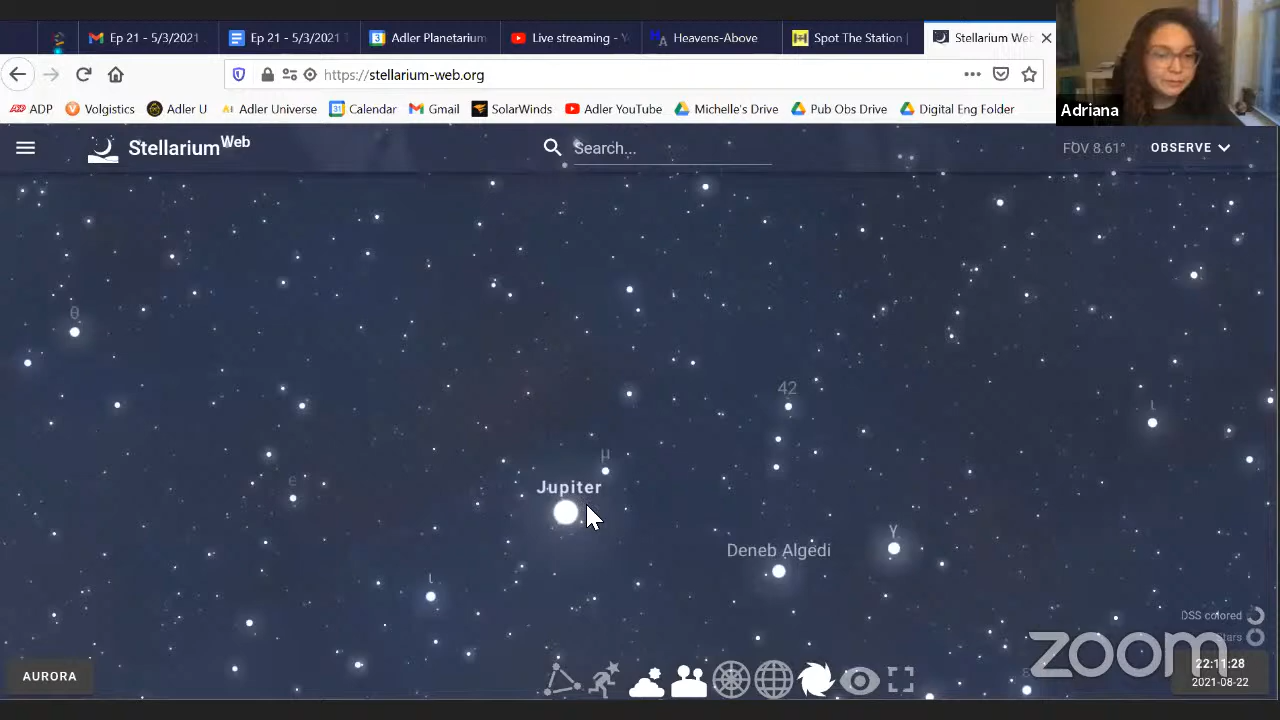 Ep 21 - 5/3/2021
Ep 21 - 5/3/2021
Adler Planetarium
Live streaming -
Heavens-Above
Spot The Station |
Stellarium We
https://stellarium-web.org
ADP
Volgistics
Adler U
Adler Universe
Calendar
Gmail
SolarWinds
Adler YouTube
Michelle's Drive
Pub Obs Drive
Digital Eng Folder
Adriana
StellariumWeb
Search...
FOV 8.61°
OBSERVE
θ
42
ι
μ
e
Jupiter
γ
Deneb Algedi
ι
DSS colored
Stars
zoom
22:11:28
2021-08-22
ε
AURORA